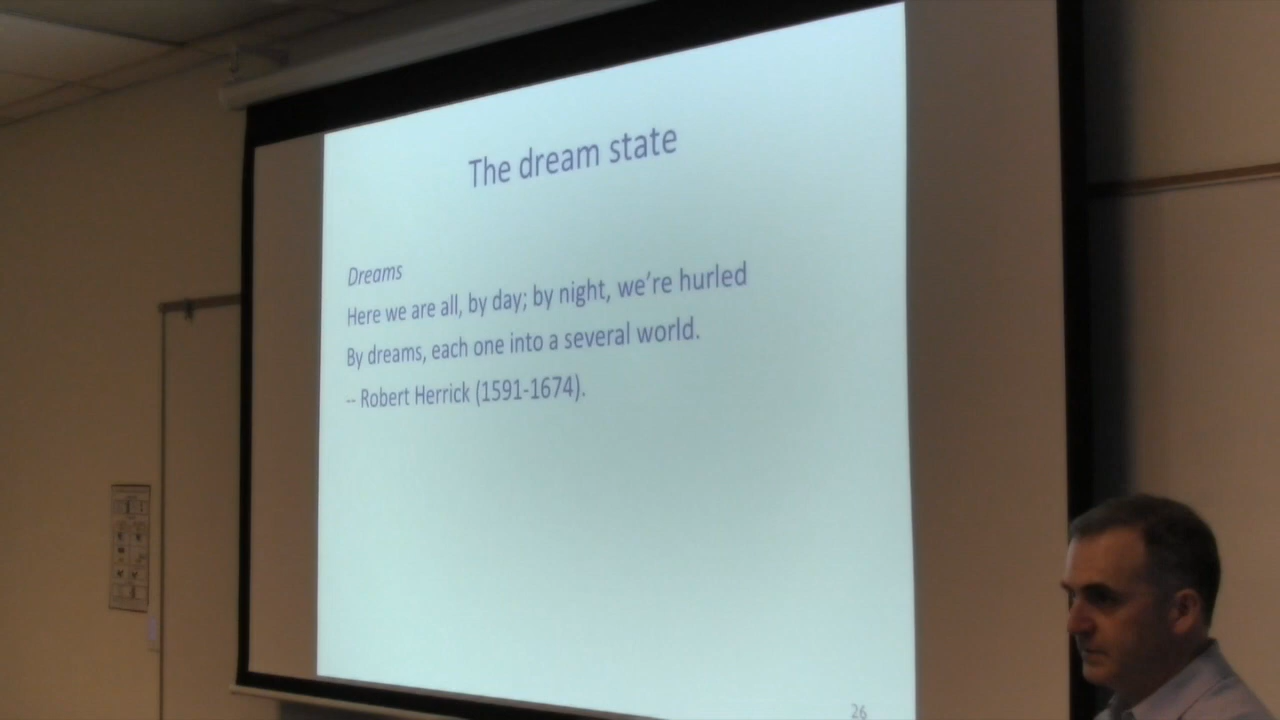 The dream state
Dreams
Here we are all, by day; by night, we're hurled
By dreams, each one into a several world.
-- Robert Herrick (1591-1674).
26